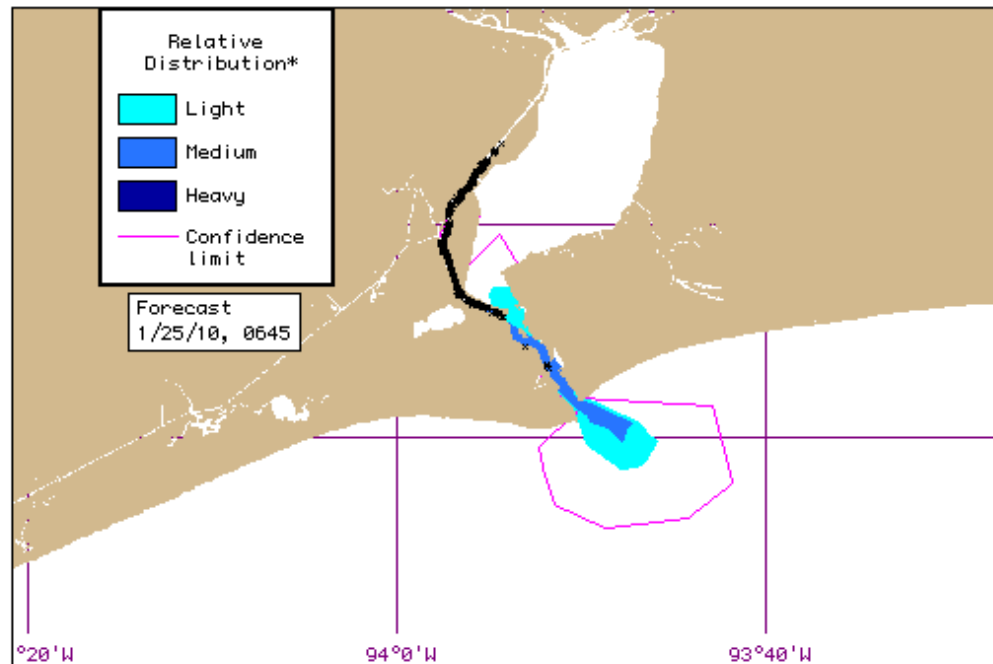 Relative
Distribution*
Light
Medium
Heavy
Confidence
limit
Forecast
1/25/10, 0645
°20'W
94°0'W
93°40'W